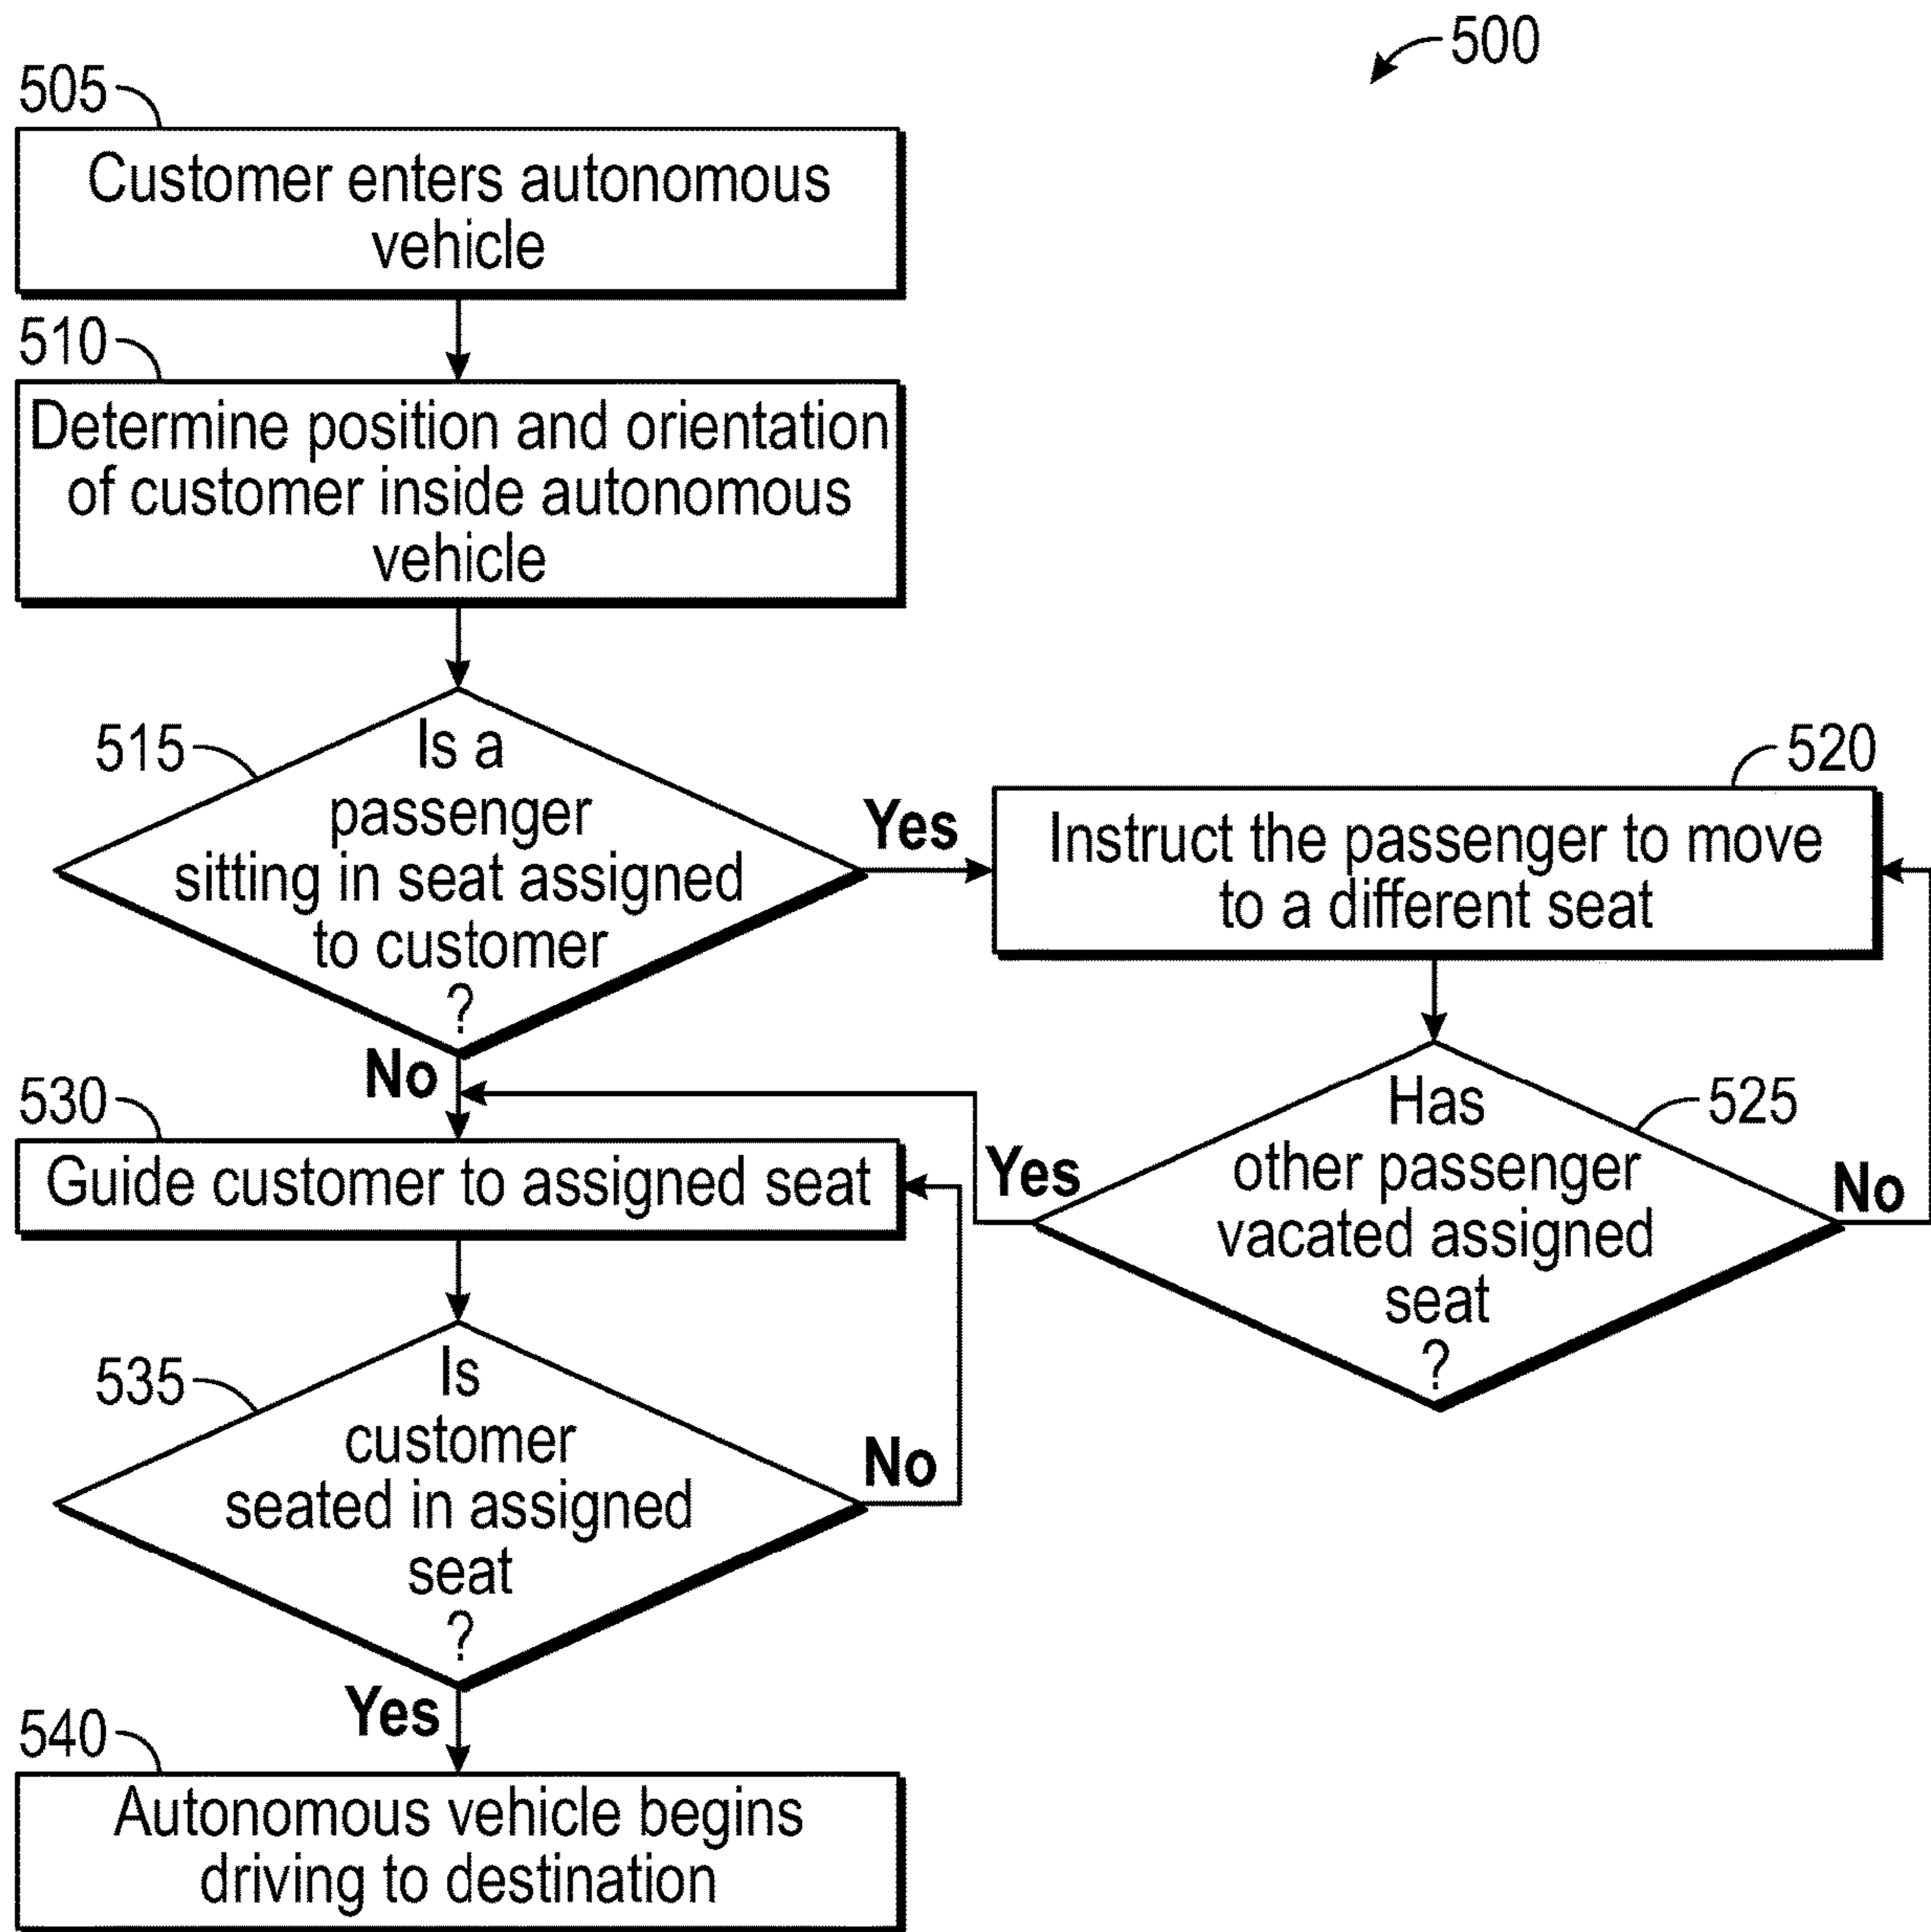 500
505
Customer enters autonomous
vehicle
510
Determine position and orientation
of customer inside autonomous
vehicle
515
Is a
passenger
sitting in seat assigned
to customer
?
Yes
No
520
Instruct the passenger to move
to a different seat
525
Has
other passenger
vacated assigned
seat
?
Yes
No
530
Guide customer to assigned seat
535
Is
customer
seated in assigned
seat
?
No
Yes
540
Autonomous vehicle begins
driving to destination